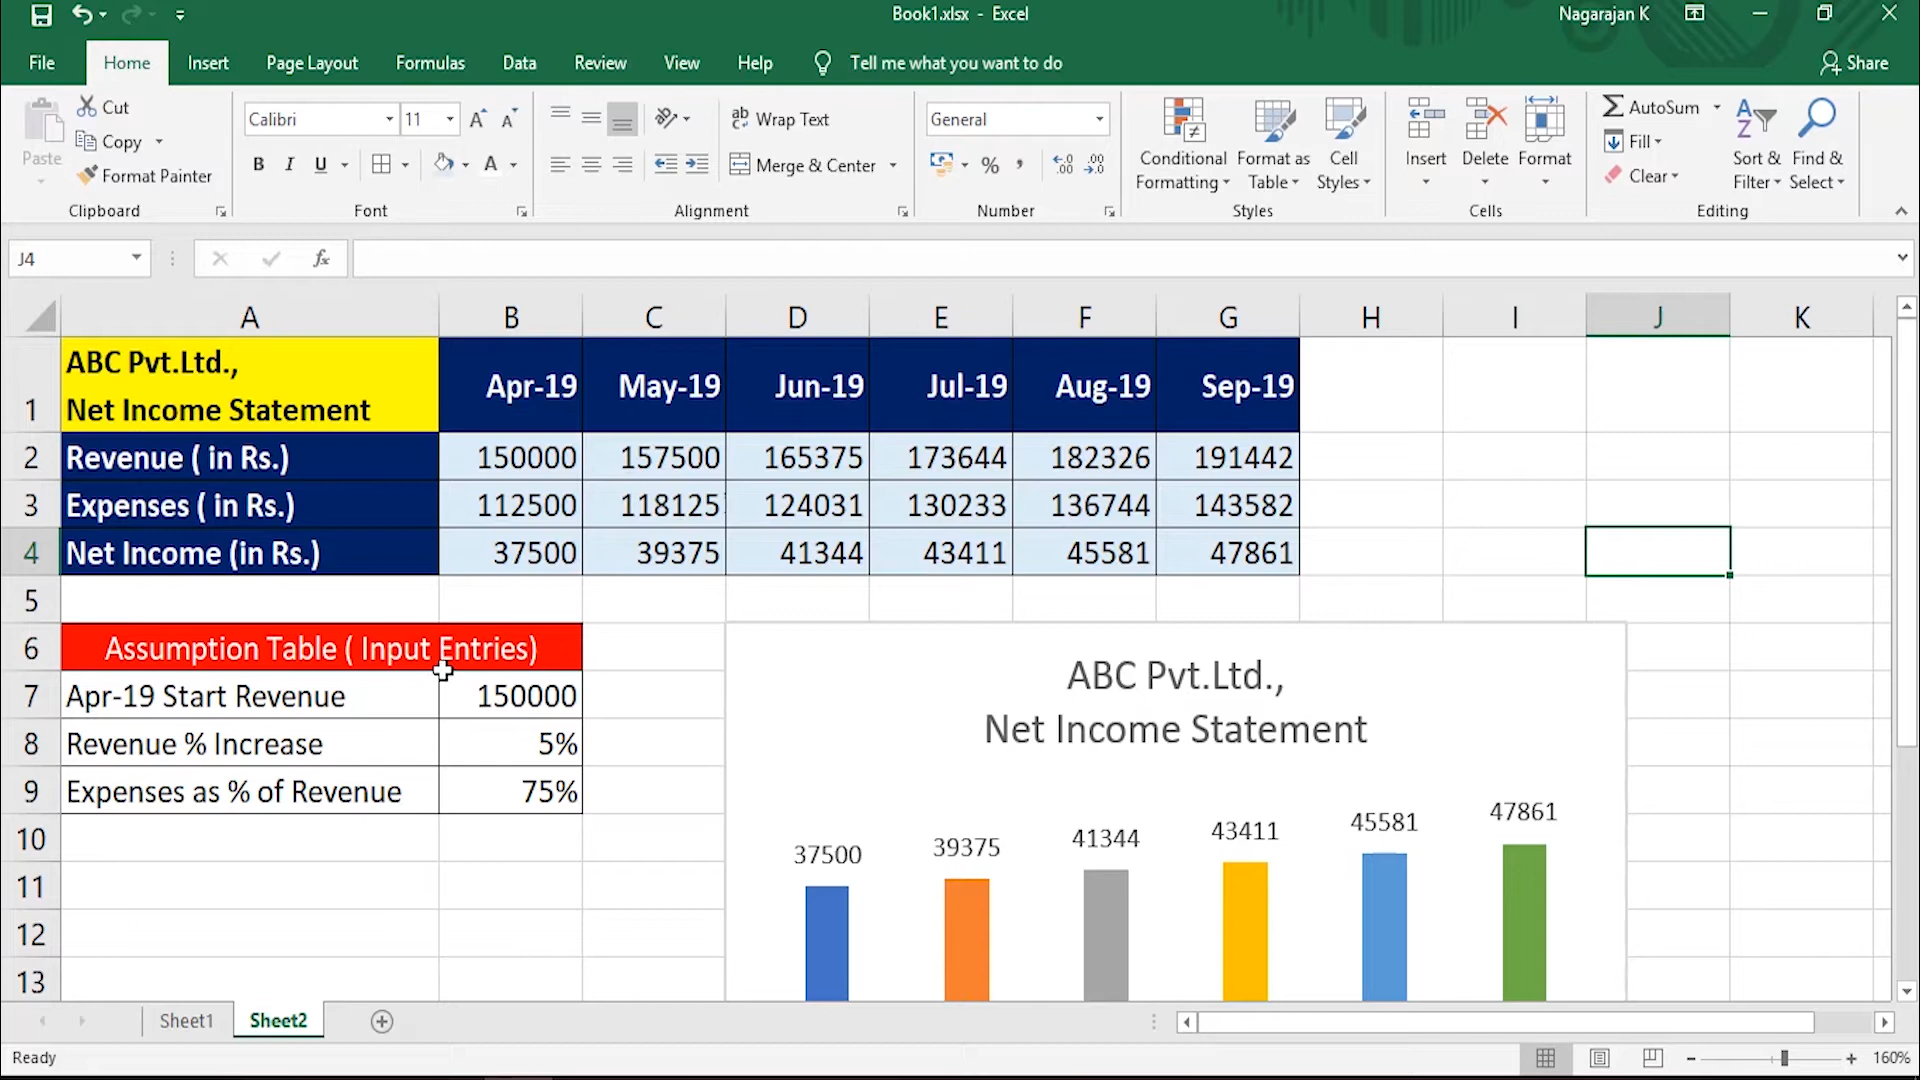 Book1.xlsx - Excel
Nagarajan K
File Home Insert Page Layout Formulas Data Review View Help Tell me what you want to do Share
Paste
Cut
Copy
Format Painter
Clipboard
Calibri 11
B I U A
Font
Wrap Text
Merge & Center
Alignment
General
% ,
Number
Conditional Formatting
Format as Table
Cell Styles
Styles
Insert Delete Format
Cells
AutoSum
Fill
Clear
Sort & Filter
Find & Select
Editing
J4 fx
A B C D E F G H I J K
1 ABC Pvt.Ltd., Net Income Statement Apr-19 May-19 Jun-19 Jul-19 Aug-19 Sep-19
2 Revenue ( in Rs.) 150000 157500 165375 173644 182326 191442
3 Expenses ( in Rs.) 112500 118125 124031 130233 136744 143582
4 Net Income (in Rs.) 37500 39375 41344 43411 45581 47861
5
6 Assumption Table ( Input Entries)
7 Apr-19 Start Revenue 150000
8 Revenue % Increase 5%
9 Expenses as % of Revenue 75%
10
11
12
13
ABC Pvt.Ltd.,
Net Income Statement
37500 39375 41344 43411 45581 47861
Sheet1 Sheet2
Ready 160%